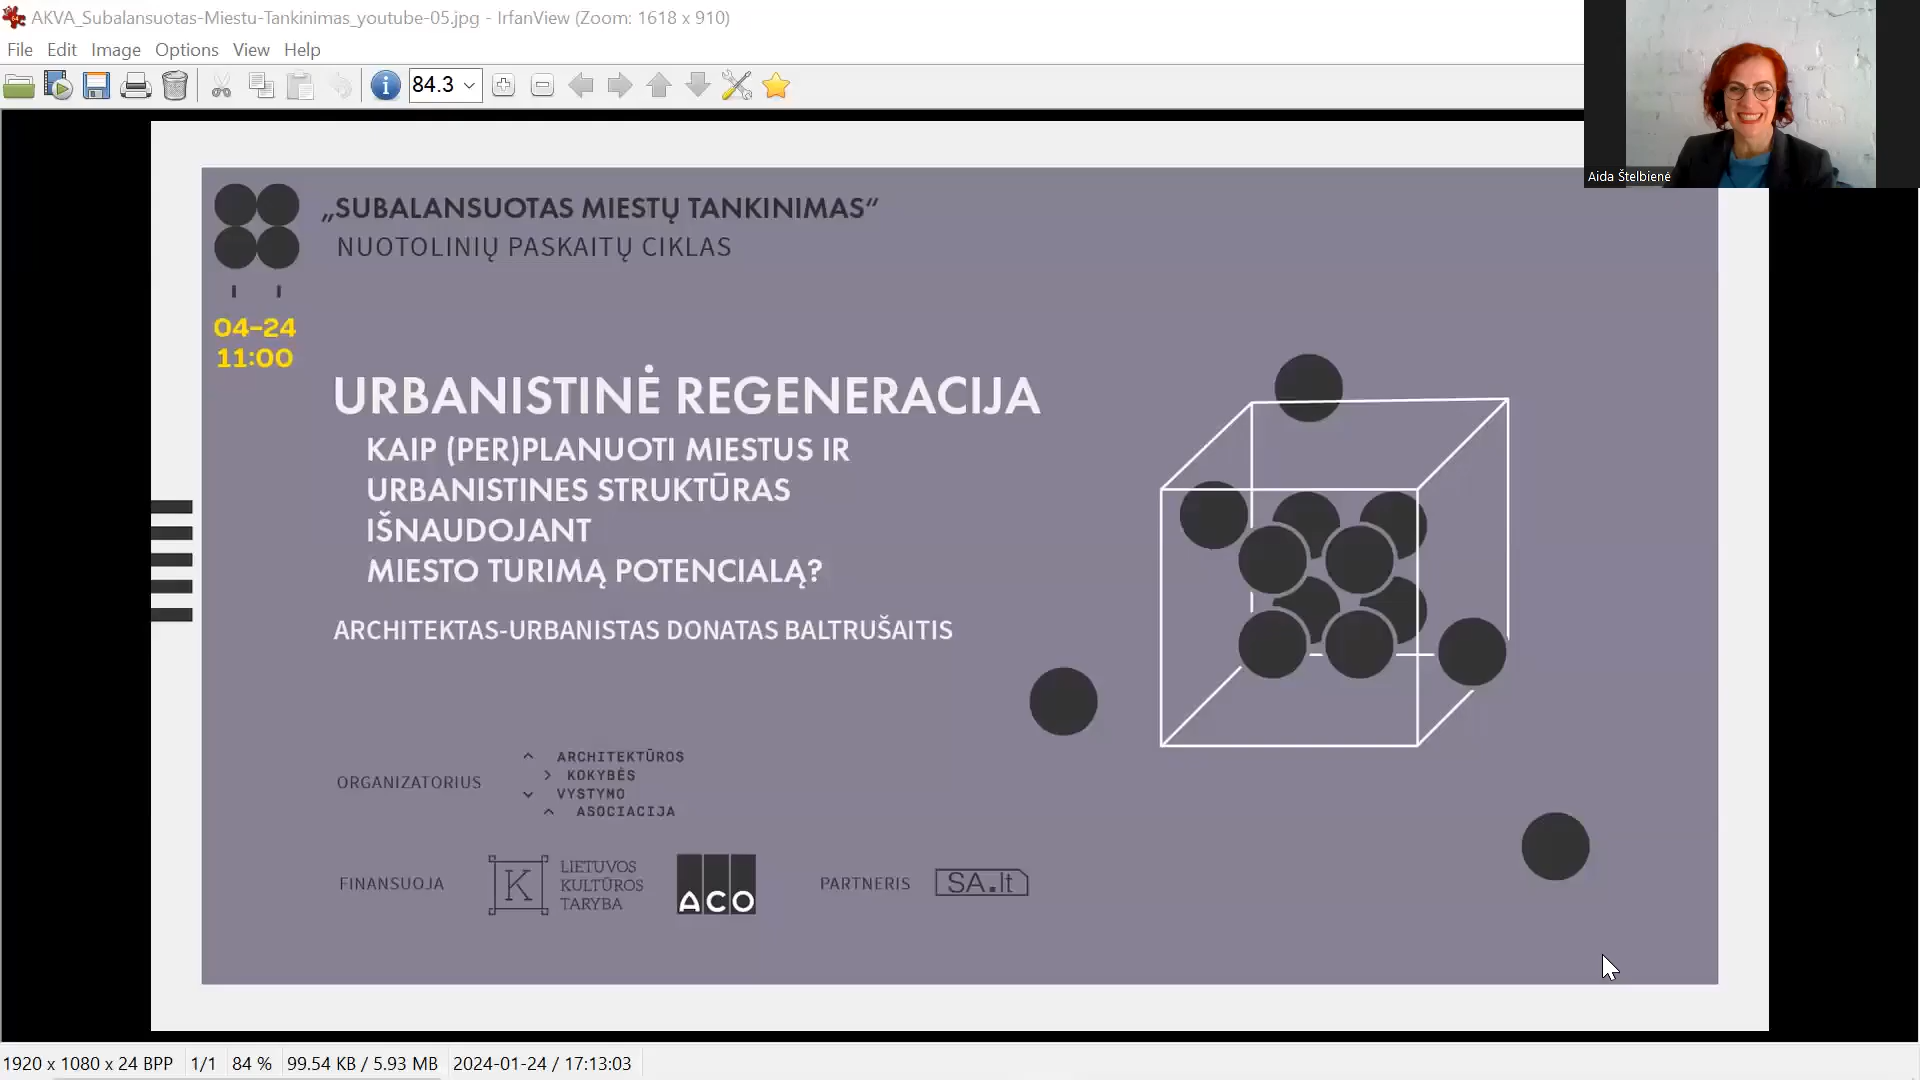 AKVA_Subalansuotas-Miestu-Tankinimas_youtube-05.jpg - IrfanView (Zoom: 1618 x 910)
File Edit Image Options View Help
84.3
Aida Štelbienė
„SUBALANSUOTAS MIESTŲ TANKINIMAS“
NUOTOLINIŲ PASKAITŲ CIKLAS
04-24
11:00
URBANISTINĖ REGENERACIJA
KAIP (PER)PLANUOTI MIESTUS IR
URBANISTINES STRUKTŪRAS
IŠNAUDOJANT
MIESTO TURIMĄ POTENCIALĄ?
ARCHITEKTAS-URBANISTAS DONATAS BALTRUŠAITIS
ORGANIZATORIUS
ARCHITEKTŪROS
KOKYBĖS
VYSTYMO
ASOCIACIJA
FINANSUOJA
K
LIETUVOS
KULTŪROS
TARYBA
ACO
PARTNERIS
SA.lt
1920 x 1080 x 24 BPP 1/1 84 % 99.54 KB / 5.93 MB 2024-01-24 / 17:13:03